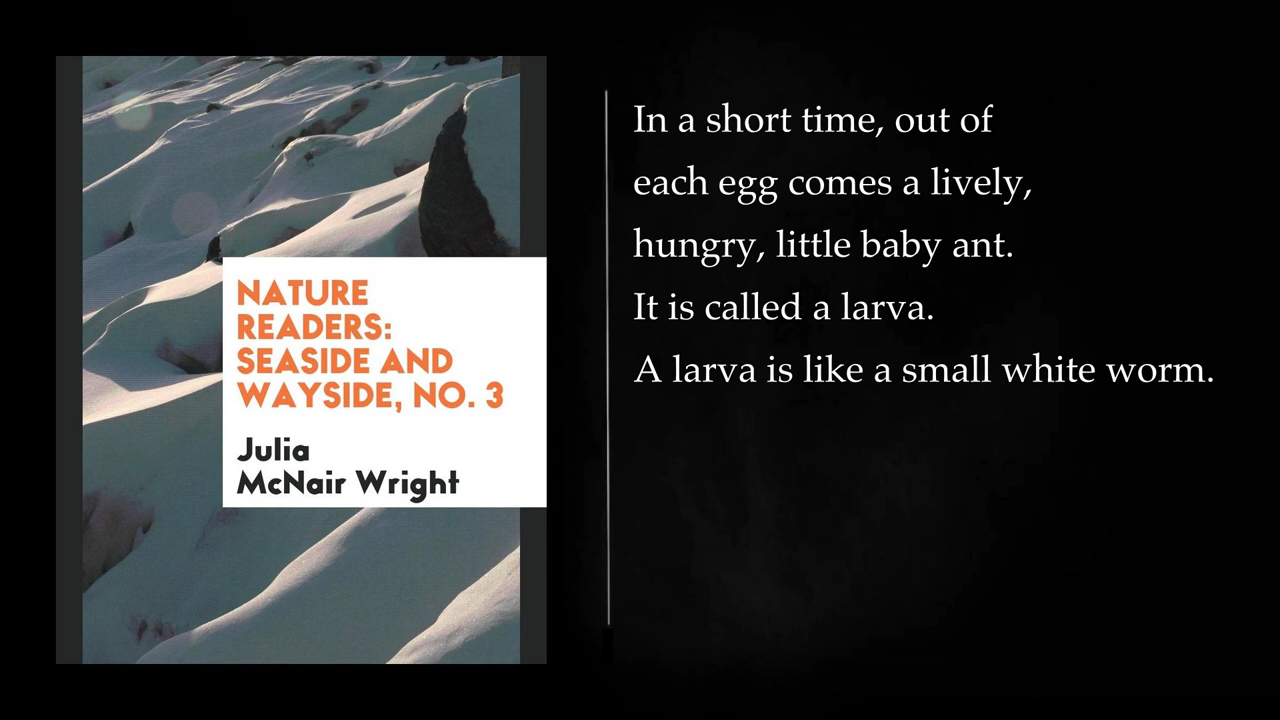 NATURE
READERS:
SEASIDE AND
WAYSIDE, NO. 3
Julia
McNair Wright
In a short time, out of
each egg comes a lively,
hungry, little baby ant.
It is called a larva.
A larva is like a small white worm.